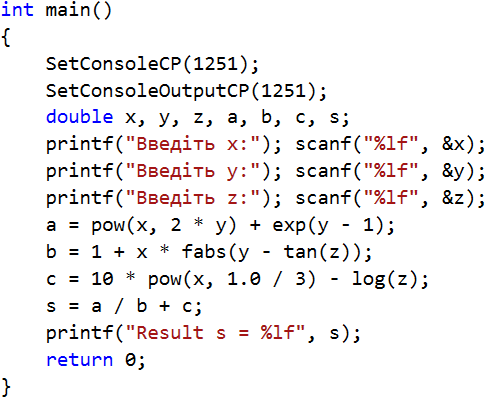 int main()
{
    SetConsoleCP(1251);
    SetConsoleOutputCP(1251);
    double x, y, z, a, b, c, s;
    printf("Введіть x:"); scanf("%lf", &x);
    printf("Введіть y:"); scanf("%lf", &y);
    printf("Введіть z:"); scanf("%lf", &z);
    a = pow(x, 2 * y) + exp(y - 1);
    b = 1 + x * fabs(y - tan(z));
    c = 10 * pow(x, 1.0 / 3) - log(z);
    s = a / b + c;
    printf("Result s = %lf", s);
    return 0;
}